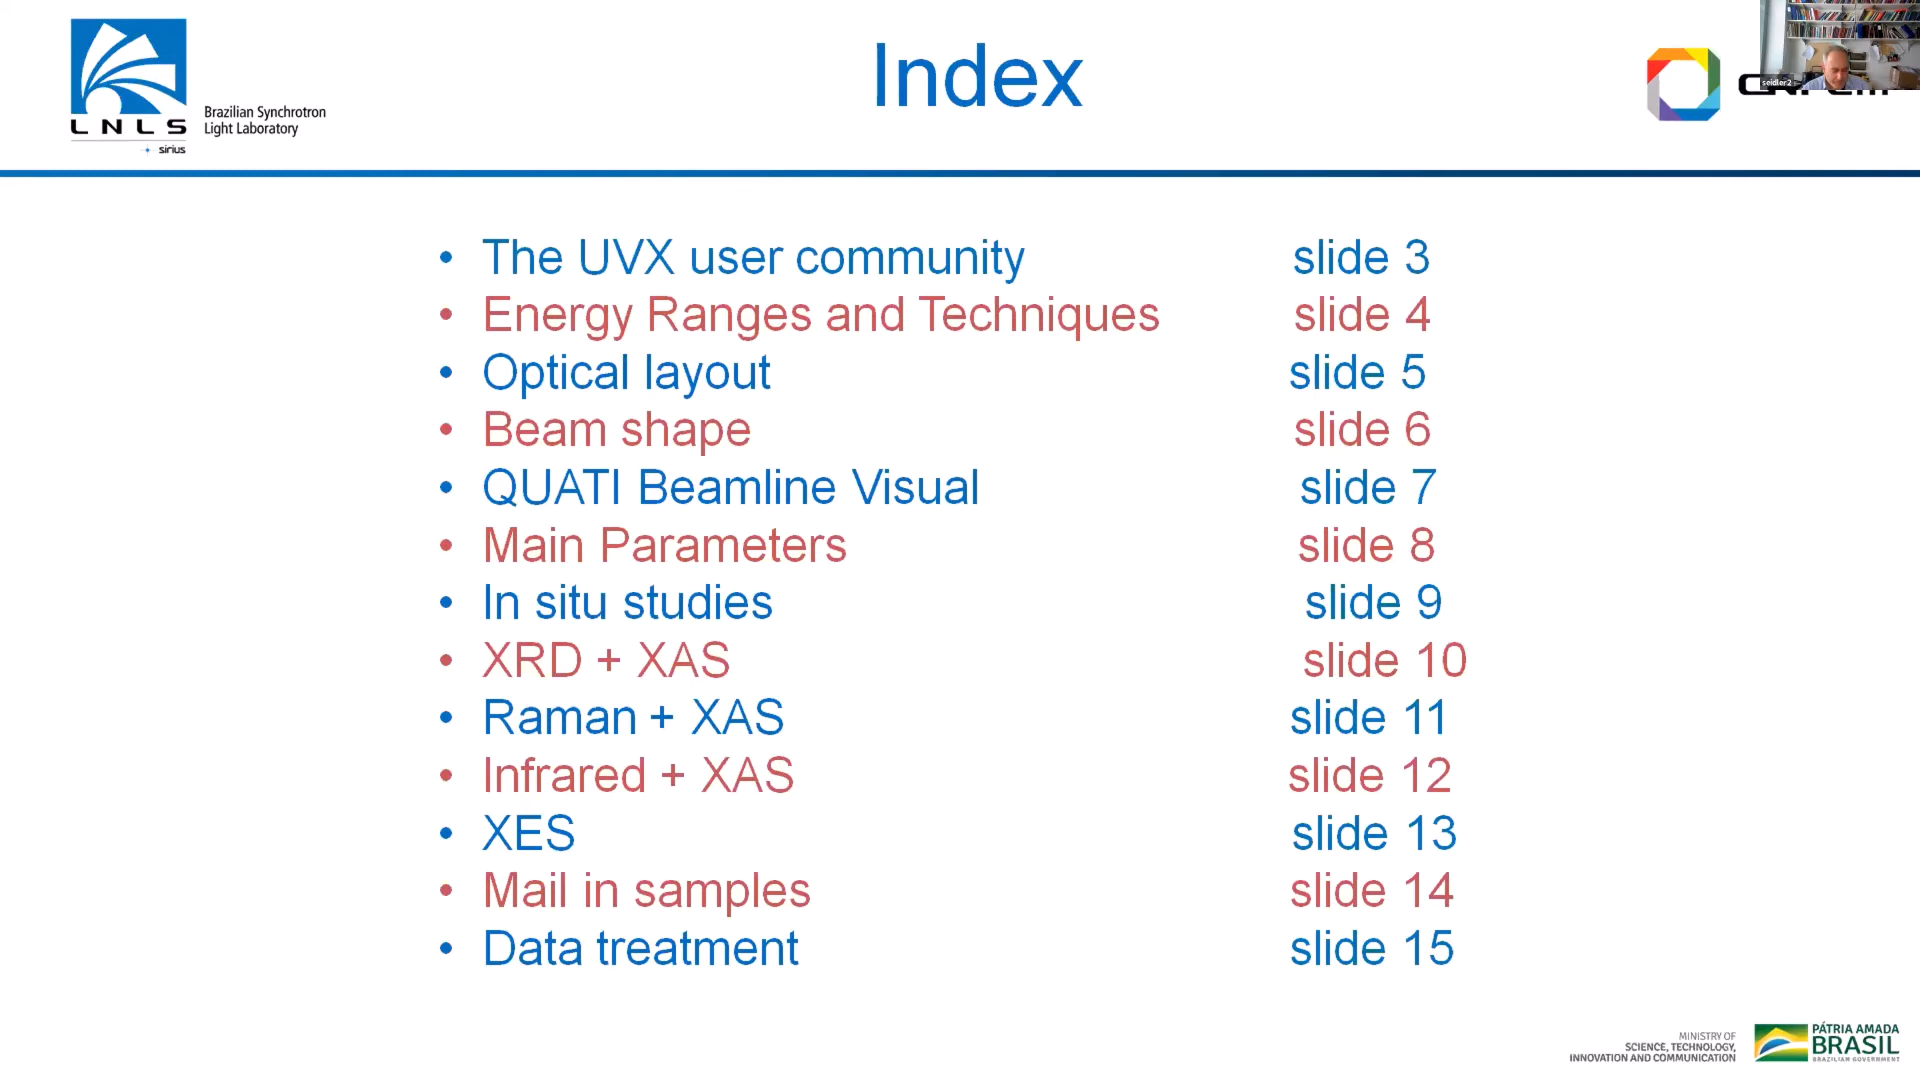 Index
LNLS
Brazilian Synchrotron
Light Laboratory
sirius
seidler2
The UVX user community slide 3
Energy Ranges and Techniques slide 4
Optical layout slide 5
Beam shape slide 6
QUATI Beamline Visual slide 7
Main Parameters slide 8
In situ studies slide 9
XRD + XAS slide 10
Raman + XAS slide 11
Infrared + XAS slide 12
XES slide 13
Mail in samples slide 14
Data treatment slide 15
MINISTRY OF
SCIENCE, TECHNOLOGY,
INNOVATION AND COMMUNICATION
PÁTRIA AMADA
BRASIL
BRAZILIAN GOVERNMENT